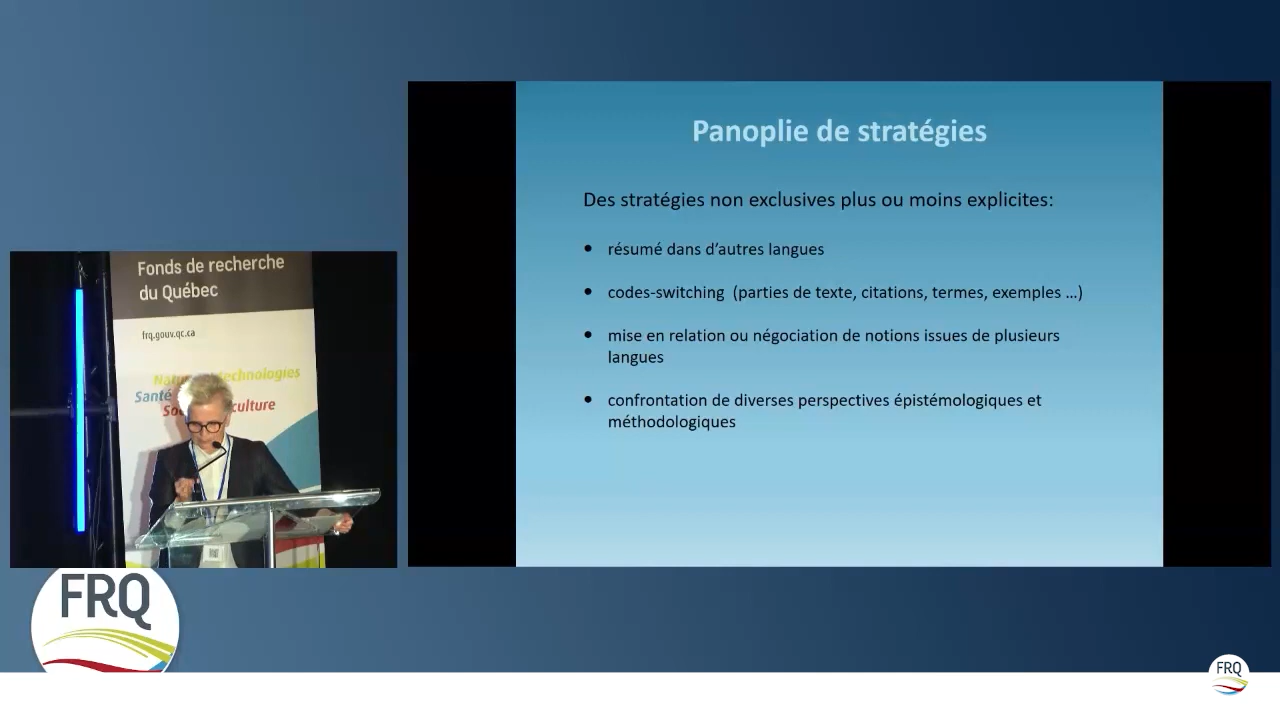 Panoplie de stratégies
Des stratégies non exclusives plus ou moins explicites:
• résumé dans d’autres langues
• codes-switching (parties de texte, citations, termes, exemples …)
• mise en relation ou négociation de notions issues de plusieurs
langues
• confrontation de diverses perspectives épistémologiques et
méthodologiques
Fonds de recherche
du Québec
frq.gouv.qc.ca
technologies
Santé
culture
FRQ
FRQ